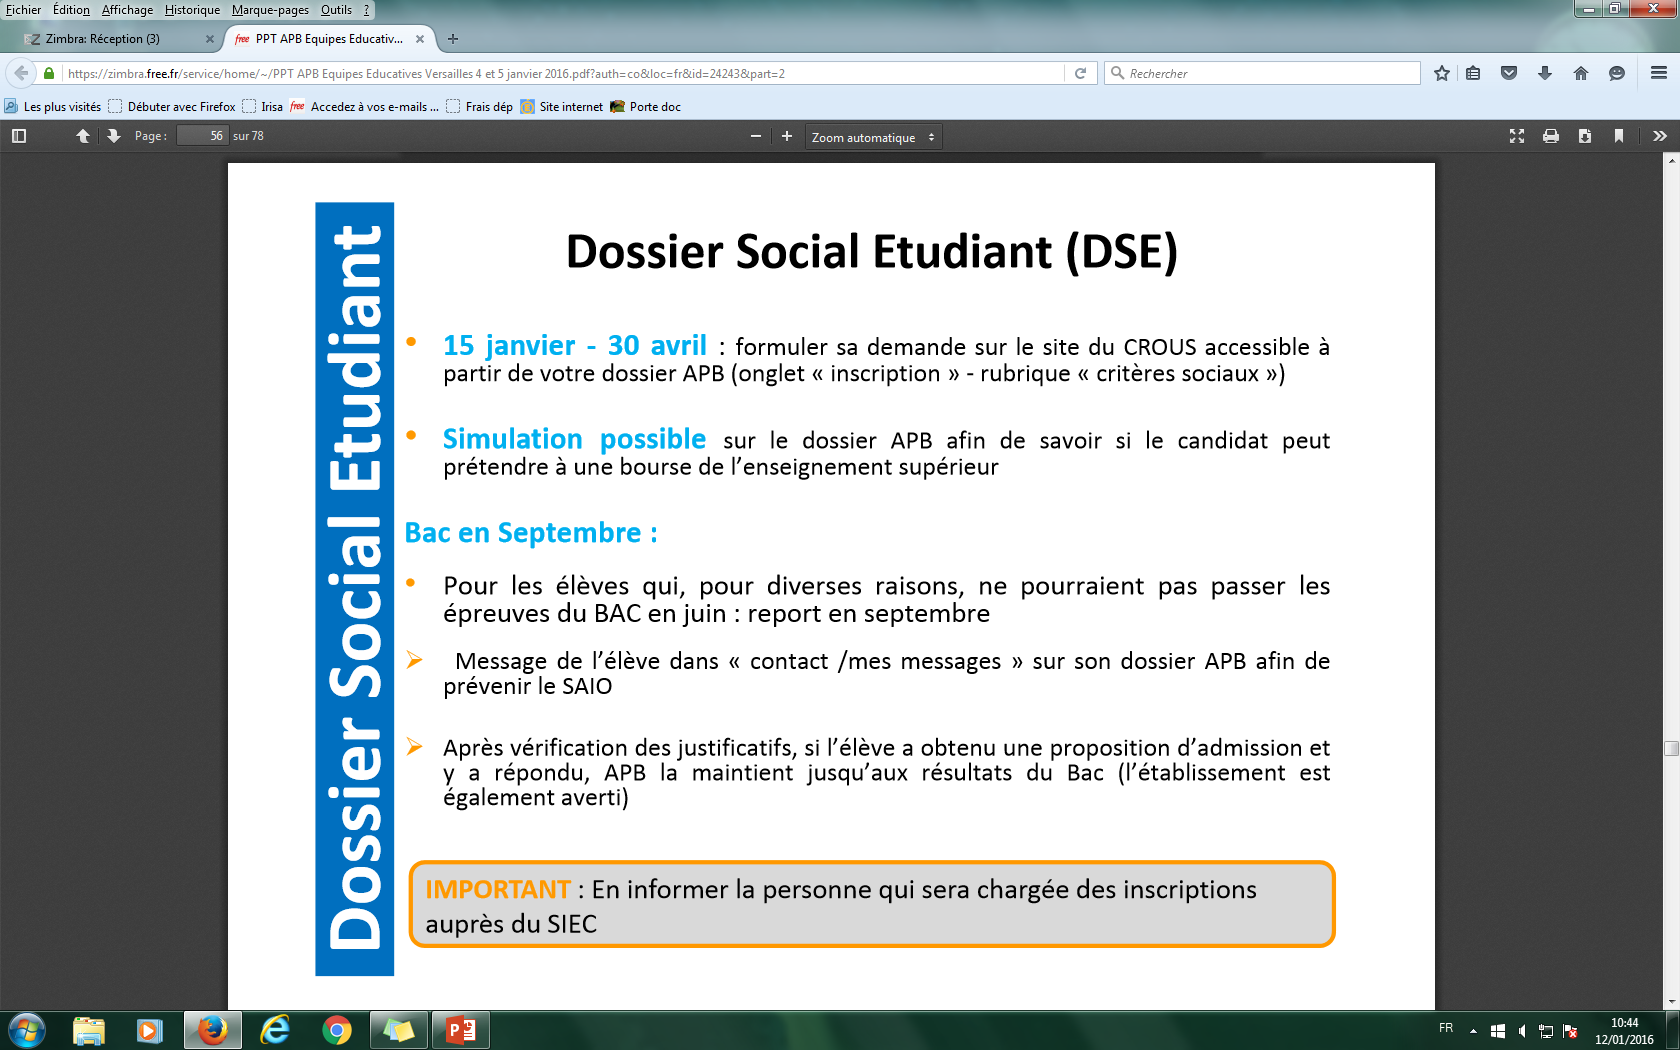 Fichier Édition Affichage Historique Marque-pages Outils ?
Zimbra: Réception (3)
free PPT APB Equipes Educativ...
https://zimbra.free.fr/service/home/~/PPT APB Equipes Educatives Versailles 4 et 5 janvier 2016.pdf?auth=co&loc=fr&id=24243&part=2
Rechercher
Les plus visités Débuter avec Firefox Irisa free Accedez à vos e-mails ... Frais dép Site internet Porte doc
Page : 56 sur 78
Zoom automatique
Dossier Social Etudiant
Dossier Social Etudiant (DSE)
• 15 janvier - 30 avril : formuler sa demande sur le site du CROUS accessible à
partir de votre dossier APB (onglet « inscription » - rubrique « critères sociaux »)
• Simulation possible sur le dossier APB afin de savoir si le candidat peut
prétendre à une bourse de l’enseignement supérieur
Bac en Septembre :
• Pour les élèves qui, pour diverses raisons, ne pourraient pas passer les
épreuves du BAC en juin : report en septembre
➢ Message de l’élève dans « contact /mes messages » sur son dossier APB afin de
prévenir le SAIO
➢ Après vérification des justificatifs, si l’élève a obtenu une proposition d’admission et
y a répondu, APB la maintient jusqu’aux résultats du Bac (l’établissement est
également averti)
IMPORTANT : En informer la personne qui sera chargée des inscriptions
auprès du SIEC
FR
10:44
12/01/2016